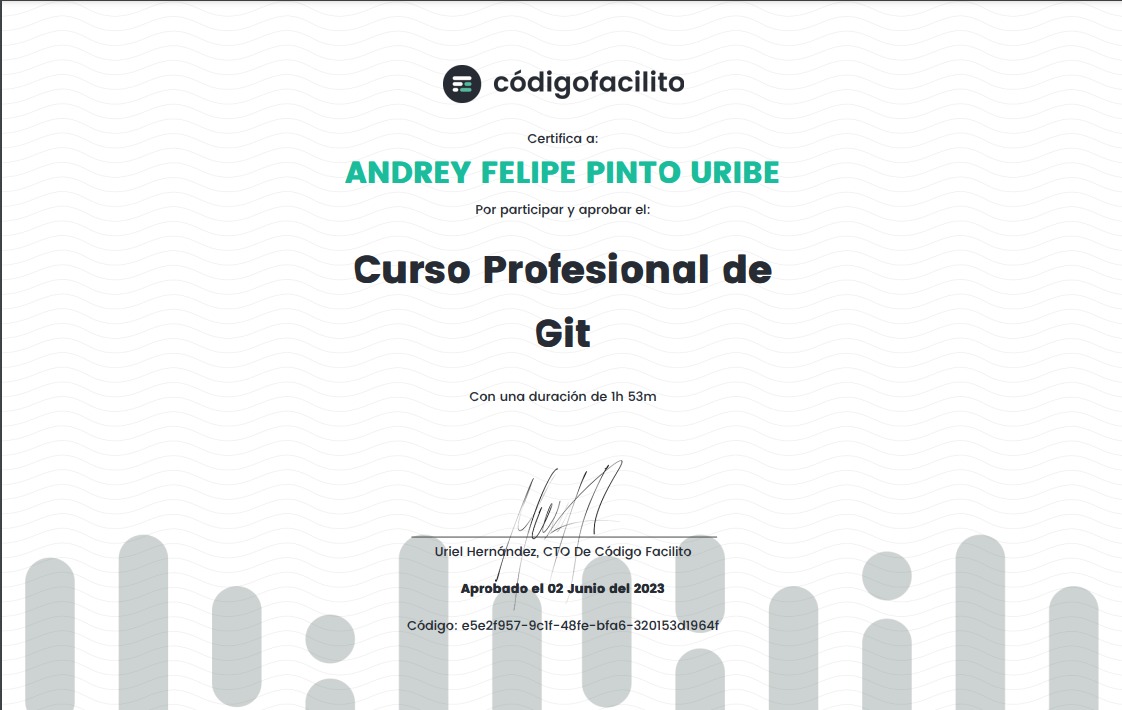 códigofacilito
Certifica a:
ANDREY FELIPE PINTO URIBE
Por participar y aprobar el:
Curso Profesional de
Git
Con una duración de 1h 53m
Uriel Hernández, CTO De Código Facilito
Aprobado el 02 Junio del 2023
Código: e5e2f957-9c1f-48fe-bfa6-320153d1964f